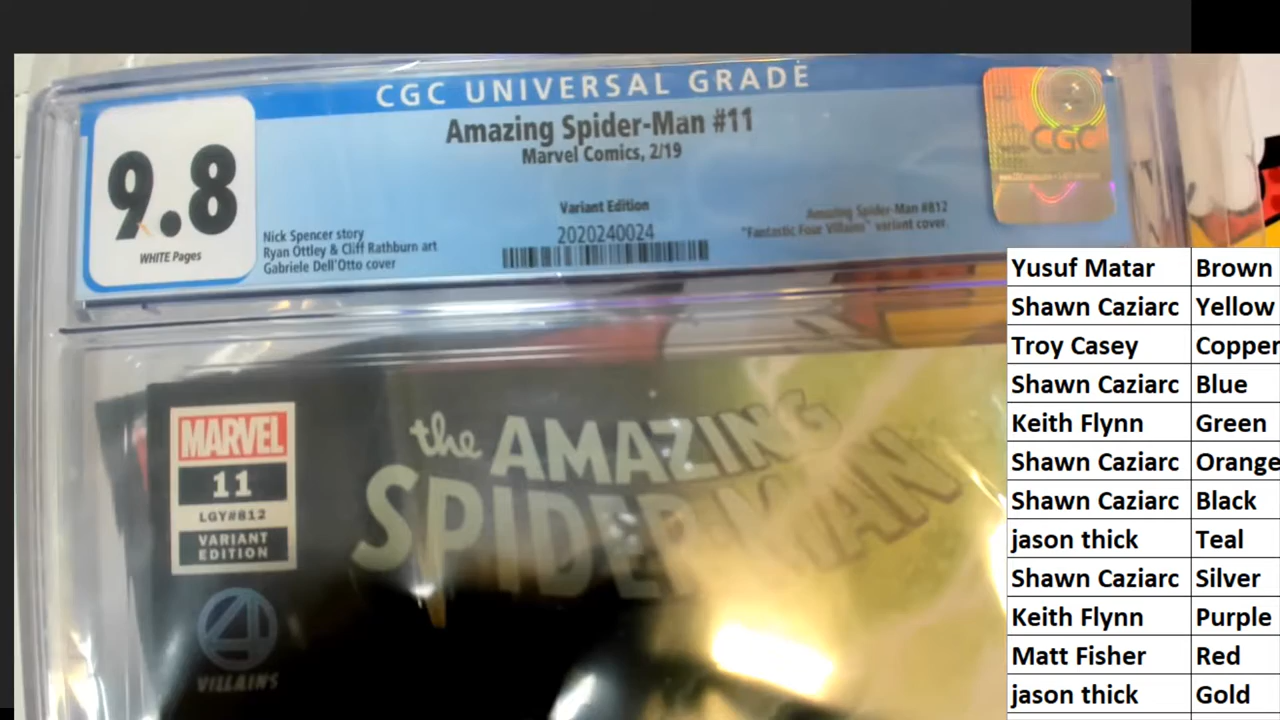 CGC UNIVERSAL GRADE
9.8
WHITE Pages
Amazing Spider-Man #11
Marvel Comics, 2/19
Variant Edition
2020240024
Nick Spencer story
Ryan Ottley & Cliff Rathburn art
Gabriele Dell'Otto cover
Amazing Spider-Man #812
"Fantastic Four Villains" variant cover.
CGC
MARVEL
11
LGY#812
VARIANT
EDITION
4
VILLAINS
the AMAZING
SPIDER-MAN
Yusuf Matar Brown
Shawn Caziarc Yellow
Troy Casey Copper
Shawn Caziarc Blue
Keith Flynn Green
Shawn Caziarc Orange
Shawn Caziarc Black
jason thick Teal
Shawn Caziarc Silver
Keith Flynn Purple
Matt Fisher Red
jason thick Gold